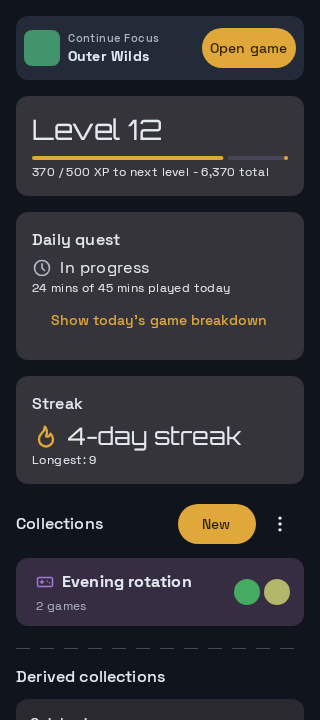 Continue Focus
Outer Wilds
Open game
Level 12
370 / 500 XP to next level - 6,370 total
Daily quest
In progress
24 mins of 45 mins played today
Show today's game breakdown
Streak
4-day streak
Longest: 9
Collections
New
Evening rotation
2 games
Derived collections